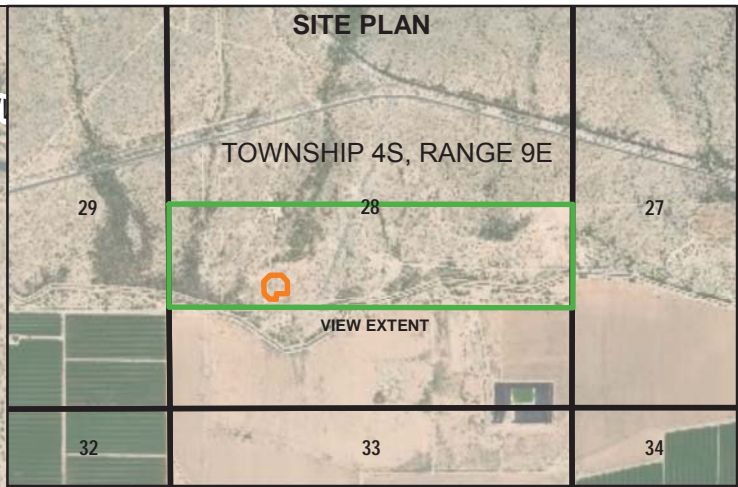 SITE PLAN
TOWNSHIP 4S, RANGE 9E
29
28
27
VIEW EXTENT
32
33
34